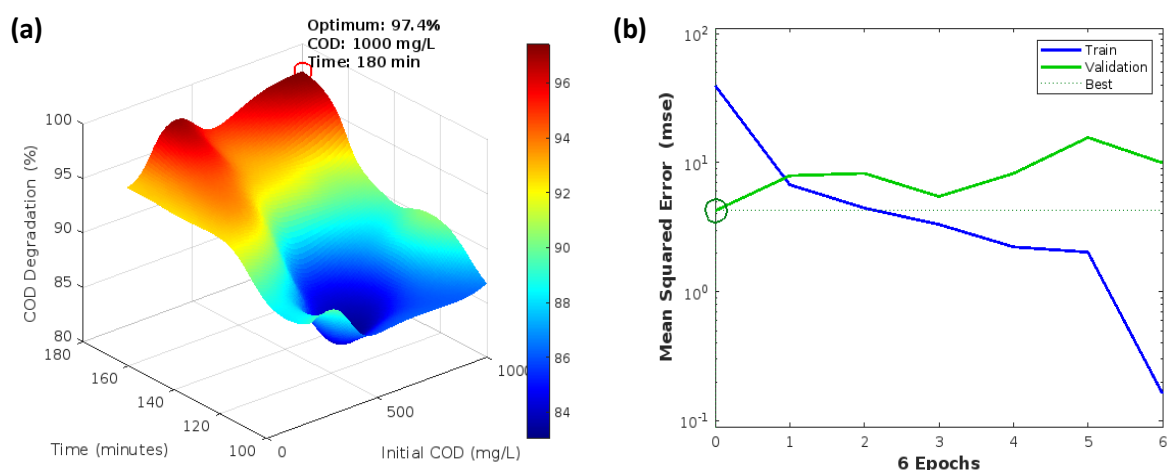 (a)
Optimum: 97.4%
COD: 1000 mg/L
Time: 180 min
COD Degradation (%)
100
95
90
85
80
180
160
140
120
100
Time (minutes)
0
500
1000
Initial COD (mg/L)
96
94
92
90
88
86
84
(b)
Mean Squared Error (mse)
10^2
10^1
10^0
10^-1
Train
Validation
Best
0
1
2
3
4
5
6
6 Epochs